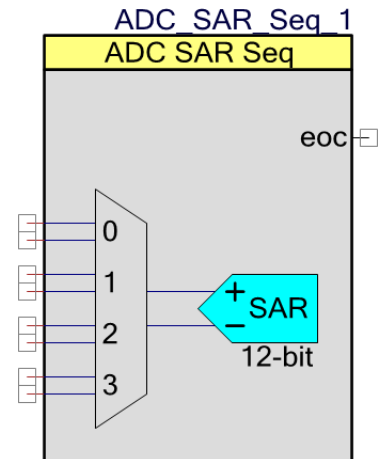 ADC_SAR_Seq_1
ADC SAR Seq
eoc
0
1
2
3
+
SAR
−
12-bit